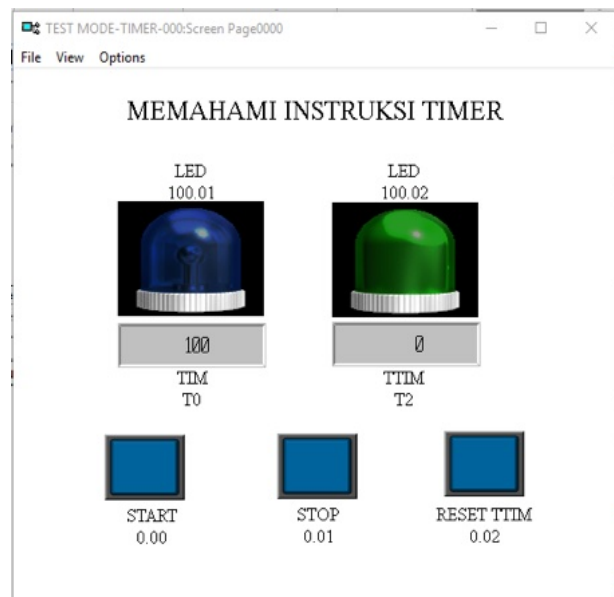 TEST MODE-TIMER-000:Screen Page0000
File View Options
MEMAHAMI INSTRUKSI TIMER
LED
100.01
LED
100.02
100
0
TIM
T0
TTIM
T2
START
0.00
STOP
0.01
RESET TTIM
0.02